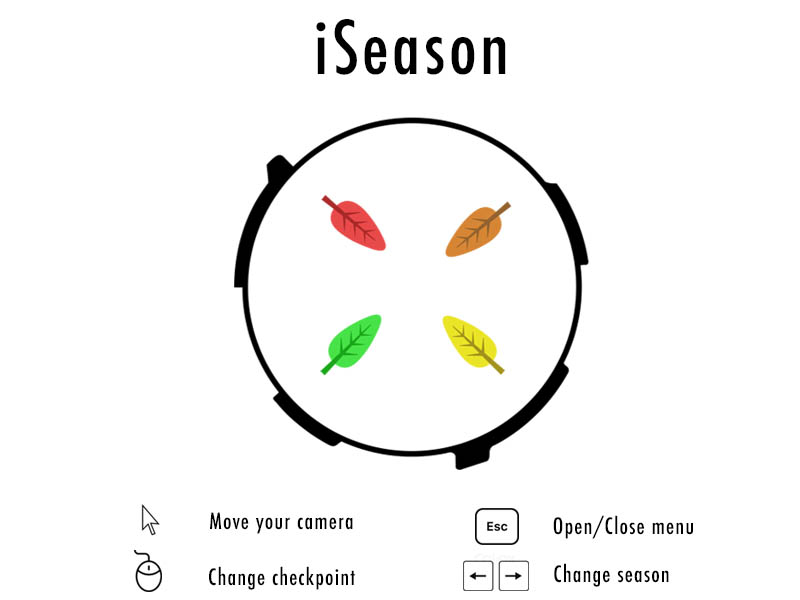 iSeason
Move your camera
Esc
Open/Close menu
Change checkpoint
Change season